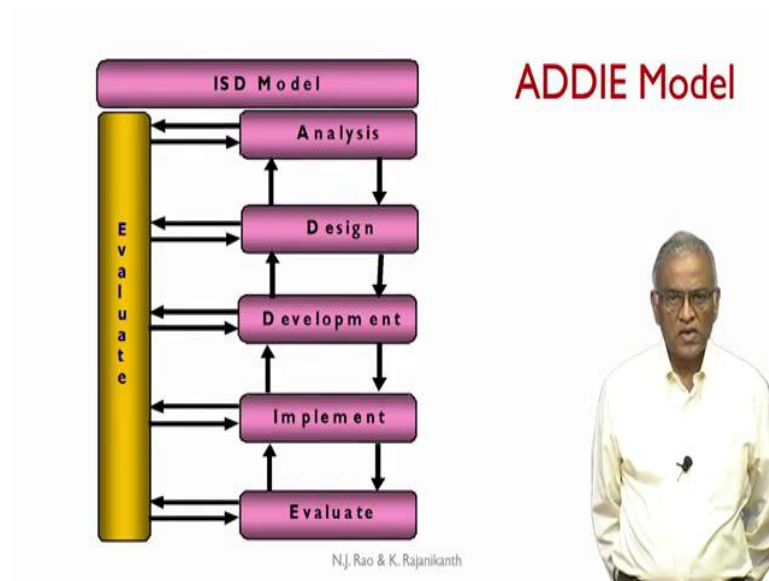 ISD Model
ADDIE Model
Evaluate
Analysis
Design
Development
Implement
Evaluate
N.J. Rao & K. Rajanikanth